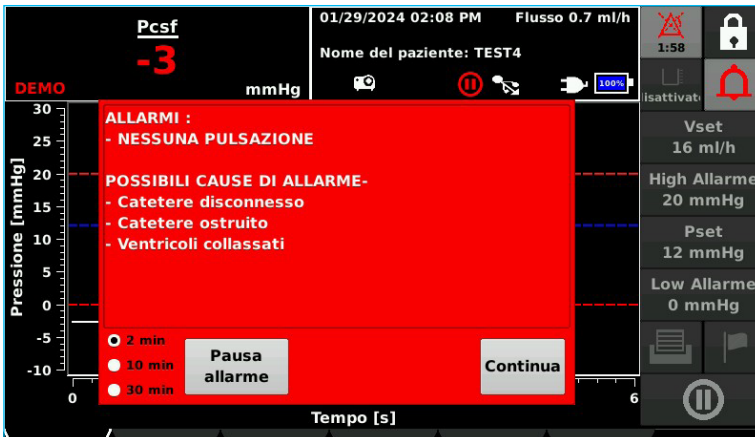 Pcsf
-3
DEMO
mmHg
01/29/2024 02:08 PM Flusso 0.7 ml/h
Nome del paziente: TEST4
100%
1:58
isattivat
Vset
16 ml/h
High Allarme
20 mmHg
Pset
12 mmHg
Low Allarme
0 mmHg
Pressione [mmHg]
30
25
20
15
10
5
0
-5
-10
ALLARMI :
- NESSUNA PULSAZIONE
POSSIBILI CAUSE DI ALLARME-
- Catetere disconnesso
- Catetere ostruito
- Ventricoli collassati
2 min
10 min
30 min
Pausa
allarme
Continua
0
6
Tempo [s]